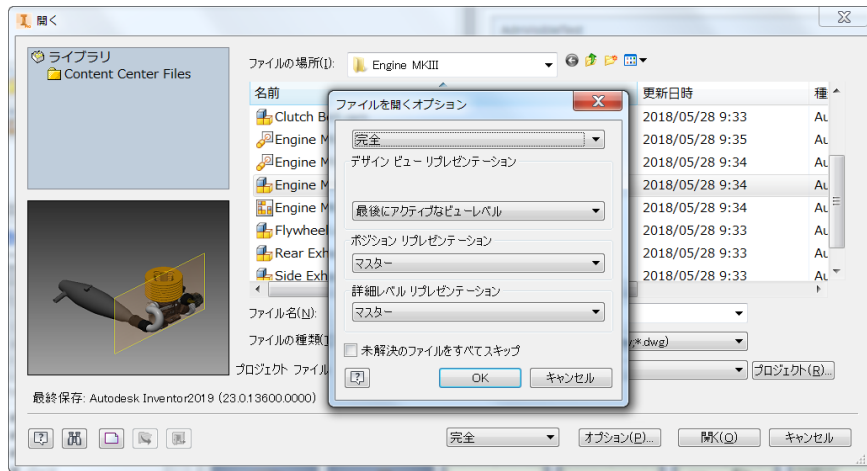 開く
ライブラリ
Content Center Files
ファイルの場所(I):
Engine MKIII
名前
更新日時
種
Clutch B
2018/05/28 9:33
Au
Engine M
2018/05/28 9:35
Au
Engine M
2018/05/28 9:34
Au
Engine M
2018/05/28 9:34
Au
Engine M
2018/05/28 9:34
Au
Flywheel
2018/05/28 9:33
Au
Rear Exh
2018/05/28 9:33
Au
Side Exh
2018/05/28 9:33
Au
ファイル名(N):
ファイルの種類(
;*.dwg)
プロジェクト ファイル
プロジェクト(R)...
ファイルを開くオプション
完全
デザイン ビュー リプレゼンテーション
最後にアクティブなビューレベル
ポジション リプレゼンテーション
マスター
詳細レベル リプレゼンテーション
マスター
未解決のファイルをすべてスキップ
OK
キャンセル
最終保存: Autodesk Inventor2019 (23.0.13600.0000)
完全
オプション(P)...
開く(O)
キャンセル